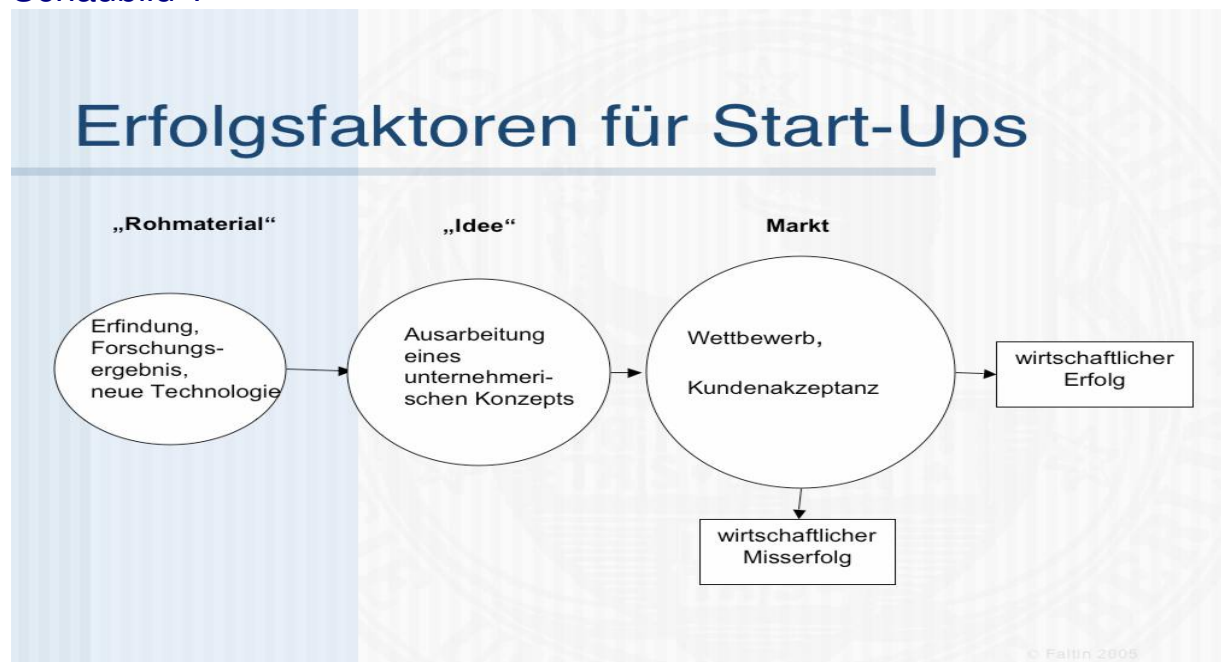 Erfolgsfaktoren für Start-Ups
„Rohmaterial“
„Idee“
Markt
Erfindung,
Forschungs-
ergebnis,
neue Technologie
Ausarbeitung
eines
unternehmeri-
schen Konzepts
Wettbewerb,
Kundenakzeptanz
wirtschaftlicher
Erfolg
wirtschaftlicher
Misserfolg
© Faltin 2005